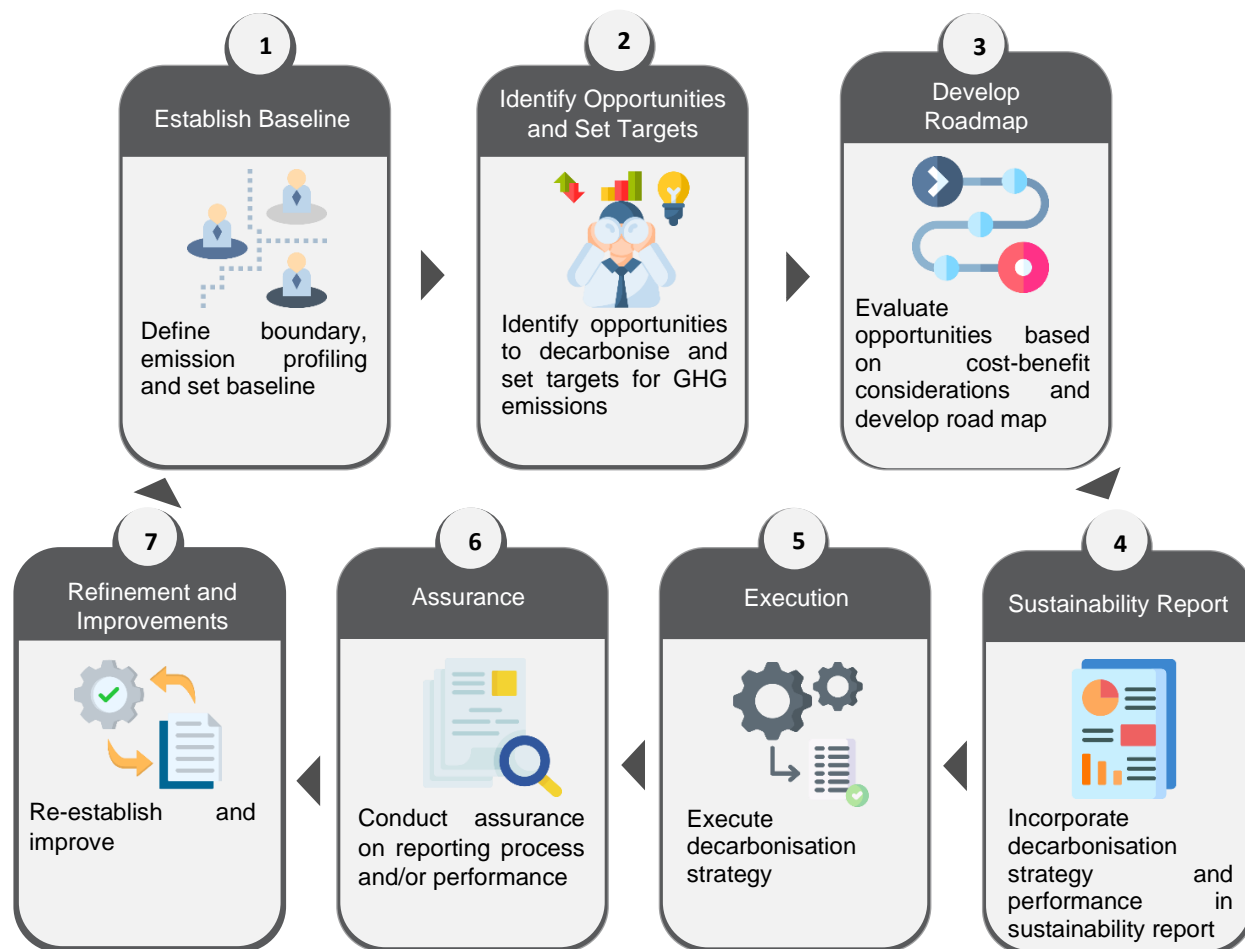 1
Establish Baseline
Define boundary,
emission profiling
and set baseline
2
Identify Opportunities
and Set Targets
Identify opportunities
to decarbonise and
set targets for GHG
emissions
3
Develop
Roadmap
Evaluate
opportunities based
on cost-benefit
considerations and
develop road map
4
Sustainability Report
Incorporate
decarbonisation
strategy and
performance in
sustainability report
5
Execution
Execute
decarbonisation
strategy
6
Assurance
Conduct assurance
on reporting process
and/or performance
7
Refinement and
Improvements
Re-establish and
improve